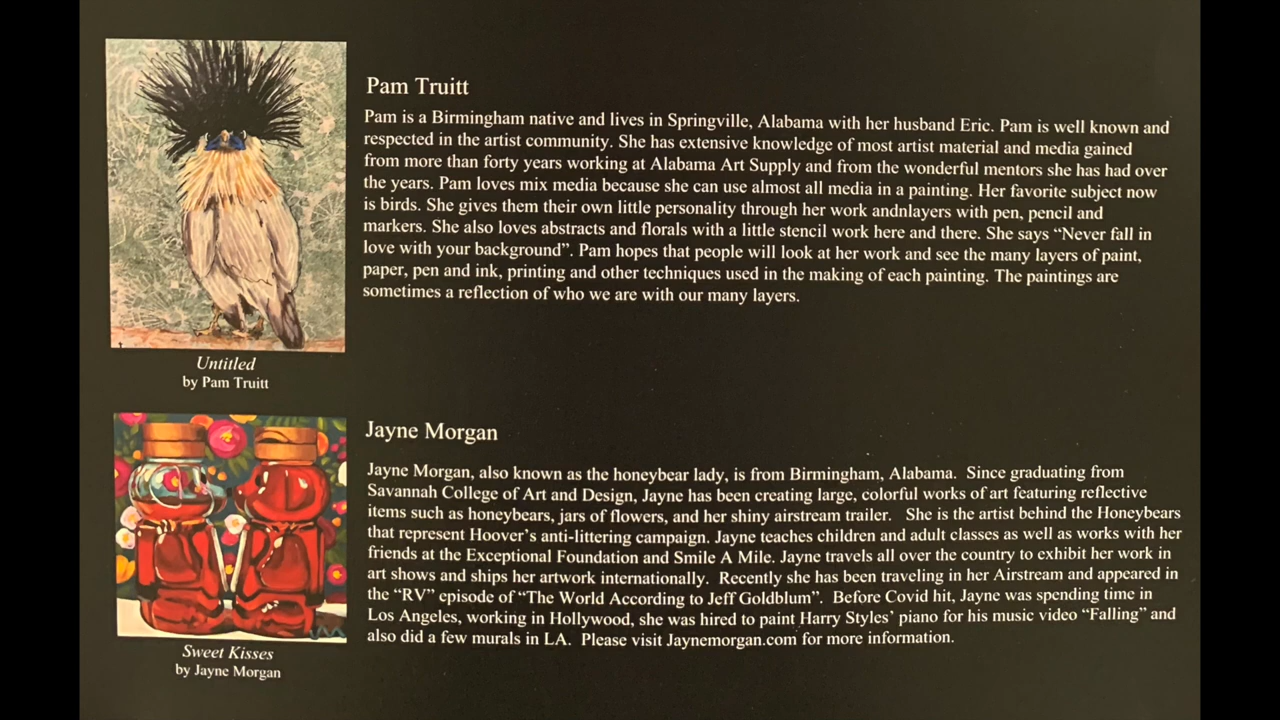 Pam Truitt
Pam is a Birmingham native and lives in Springville, Alabama with her husband Eric. Pam is well known and
respected in the artist community. She has extensive knowledge of most artist material and media gained
from more than forty years working at Alabama Art Supply and from the wonderful mentors she has had over
the years. Pam loves mix media because she can use almost all media in a painting. Her favorite subject now
is birds. She gives them their own little personality through her work andnlayers with pen, pencil and
markers. She also loves abstracts and florals with a little stencil work here and there. She says “Never fall in
love with your background”. Pam hopes that people will look at her work and see the many layers of paint,
paper, pen and ink, printing and other techniques used in the making of each painting. The paintings are
sometimes a reflection of who we are with our many layers.
Untitled
by Pam Truitt
Jayne Morgan
Jayne Morgan, also known as the honeybear lady, is from Birmingham, Alabama.  Since graduating from
Savannah College of Art and Design, Jayne has been creating large, colorful works of art featuring reflective
items such as honeybears, jars of flowers, and her shiny airstream trailer.   She is the artist behind the Honeybears
that represent Hoover’s anti-littering campaign. Jayne teaches children and adult classes as well as works with her
friends at the Exceptional Foundation and Smile A Mile. Jayne travels all over the country to exhibit her work in
art shows and ships her artwork internationally.  Recently she has been traveling in her Airstream and appeared in
the “RV” episode of “The World According to Jeff Goldblum”.  Before Covid hit, Jayne was spending time in
Los Angeles, working in Hollywood, she was hired to paint Harry Styles’ piano for his music video “Falling” and
also did a few murals in LA.  Please visit Jaynemorgan.com for more information.
Sweet Kisses
by Jayne Morgan